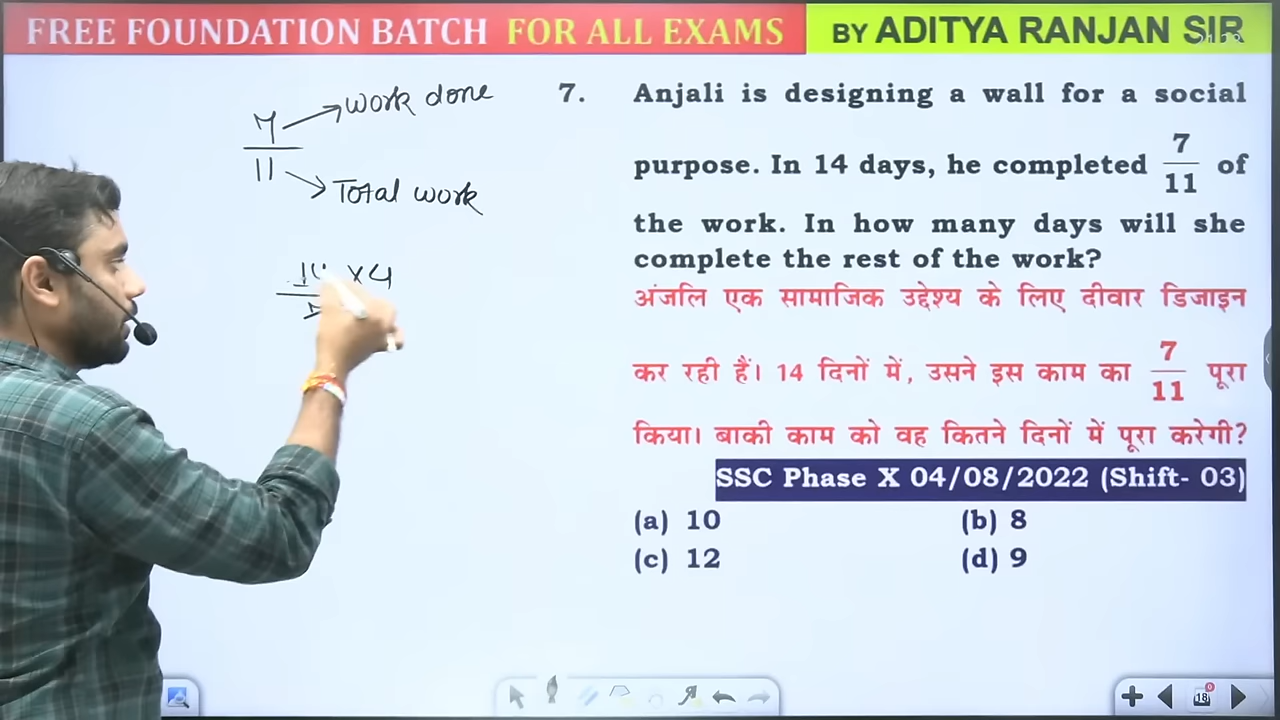 FREE FOUNDATION BATCH FOR ALL EXAMS
BY ADITYA RANJAN SIR
7 → work done
11 → Total work
14 × 4
7. Anjali is designing a wall for a social
purpose. In 14 days, he completed 7/11 of
the work. In how many days will she
complete the rest of the work?
अंजलि एक सामाजिक उद्देश्य के लिए दीवार डिजाइन
कर रही हैं। 14 दिनों में, उसने इस काम का 7/11 पूरा
किया। बाकी काम को वह कितने दिनों में पूरा करेगी?
SSC Phase X 04/08/2022 (Shift- 03)
(a) 10 (b) 8
(c) 12 (d) 9
18